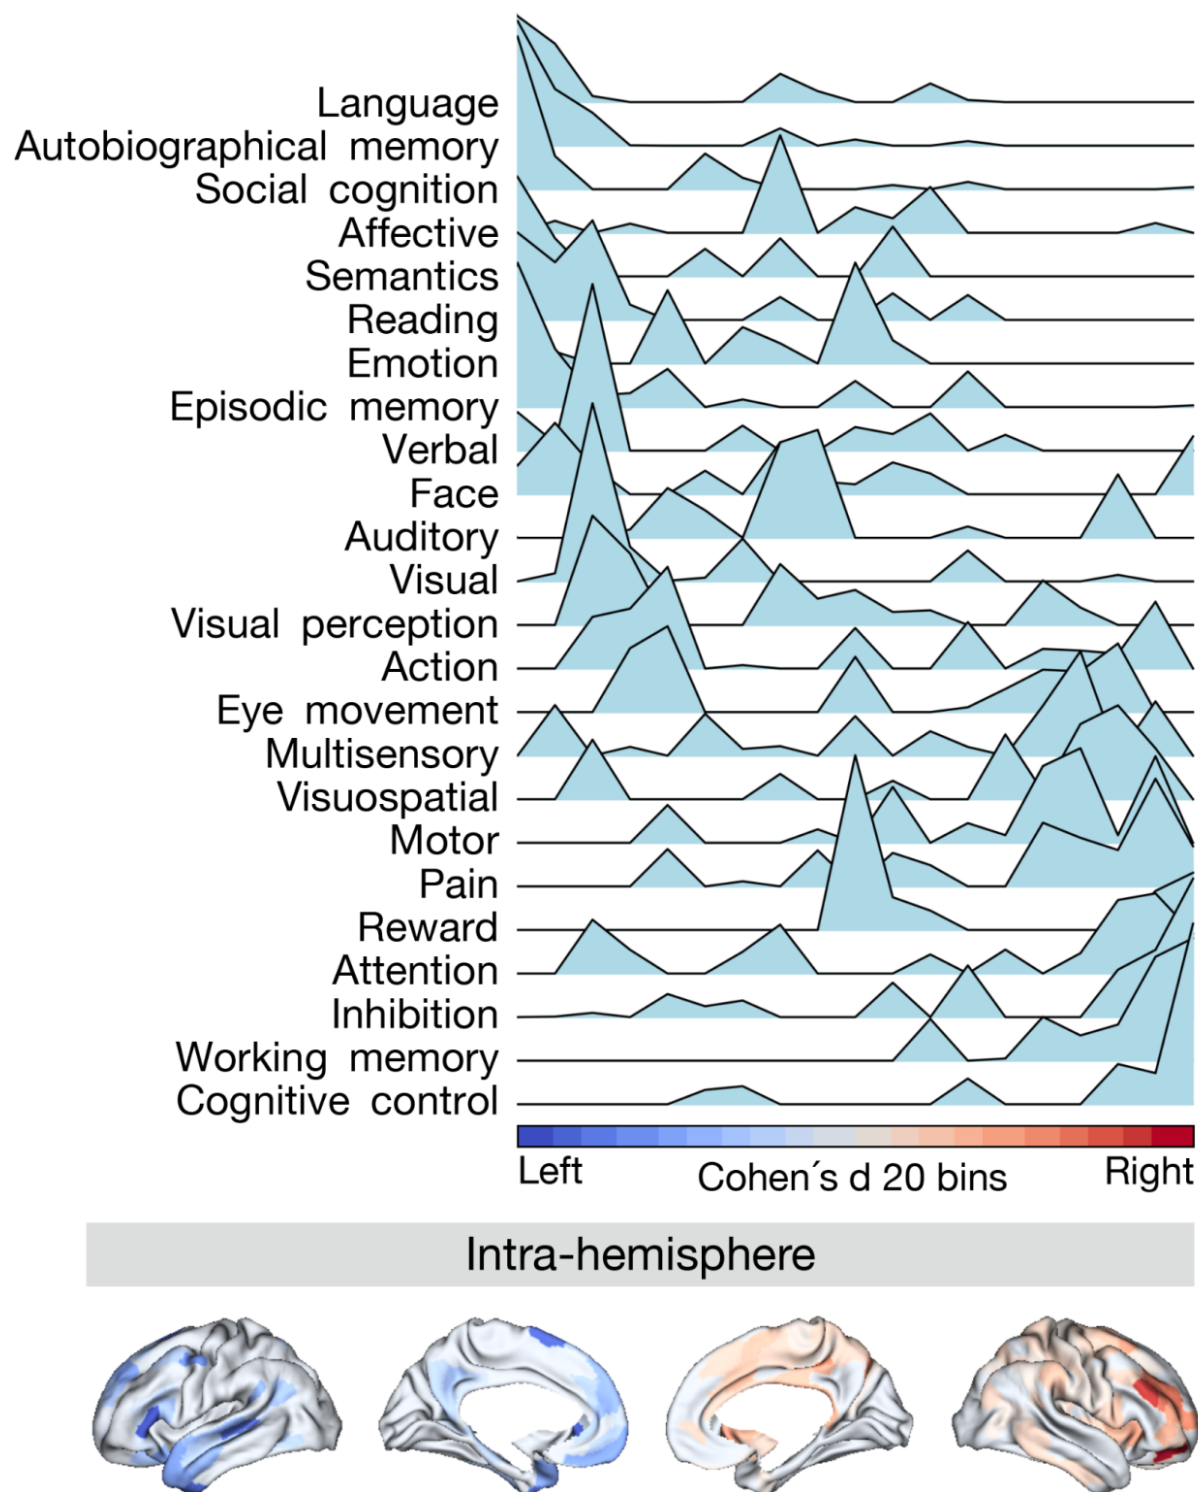 Language
Autobiographical memory
Social cognition
Affective
Semantics
Reading
Emotion
Episodic memory
Verbal
Face
Auditory
Visual
Visual perception
Action
Eye movement
Multisensory
Visuospatial
Motor
Pain
Reward
Attention
Inhibition
Working memory
Cognitive control
Left Cohen´s d 20 bins Right
Intra-hemisphere